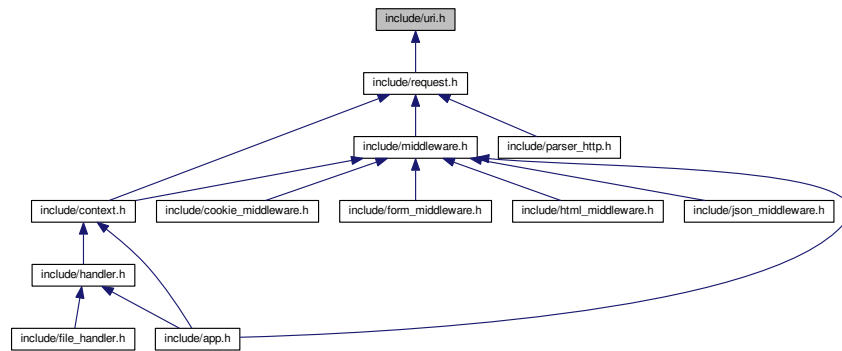 include/uri.h
include/request.h
include/middleware.h
include/parser_http.h
include/context.h
include/cookie_middleware.h
include/form_middleware.h
include/html_middleware.h
include/json_middleware.h
include/handler.h
include/file_handler.h
include/app.h